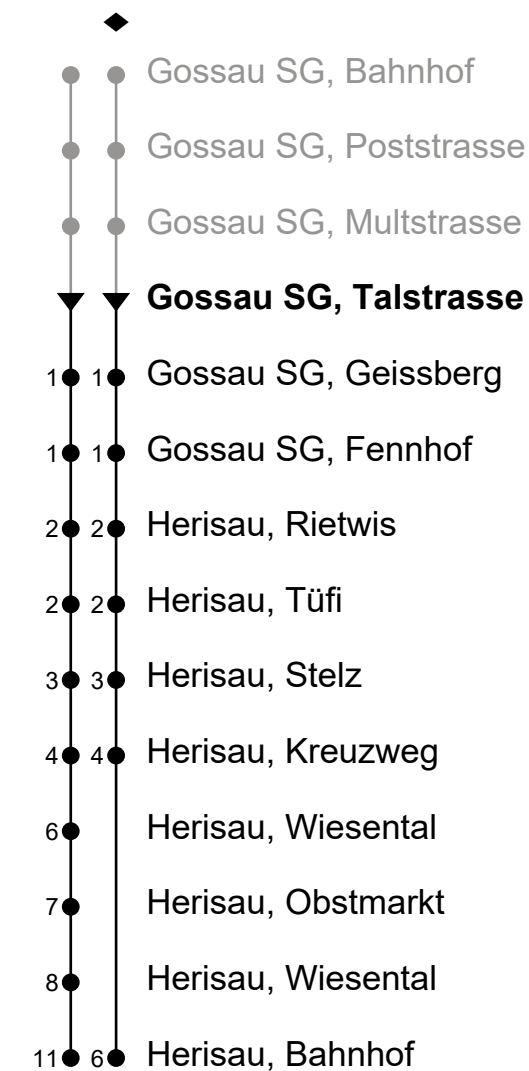 Gossau SG, Bahnhof
Gossau SG, Poststrasse
Gossau SG, Multstrasse
Gossau SG, Talstrasse
1 1 Gossau SG, Geissberg
1 1 Gossau SG, Fennhof
2 2 Herisau, Rietwis
2 2 Herisau, Tüfi
3 3 Herisau, Stelz
4 4 Herisau, Kreuzweg
6 Herisau, Wiesental
7 Herisau, Obstmarkt
8 Herisau, Wiesental
11 6 Herisau, Bahnhof